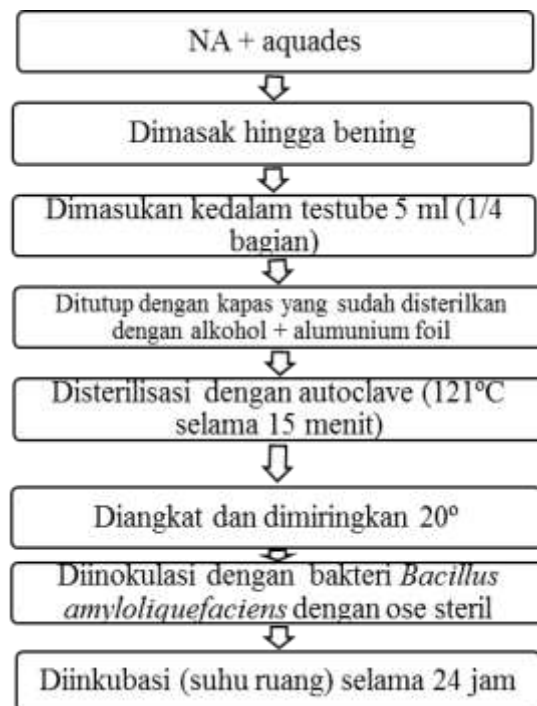 NA + aquades
Dimasak hingga bening
Dimasukan kedalam testube 5 ml (1/4
bagian)
Ditutup dengan kapas yang sudah disterilkan
dengan alkohol + alumunium foil
Disterilisasi dengan autoclave (121ºC
selama 15 menit)
Diangkat dan dimiringkan 20º
Diinokulasi dengan bakteri Bacillus
amyloliquefaciens dengan ose steril
Diinkubasi (suhu ruang) selama 24 jam